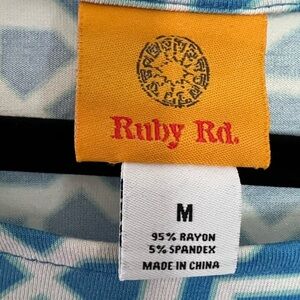 Ruby Rd.
M
95% RAYON
5% SPANDEX
MADE IN CHINA